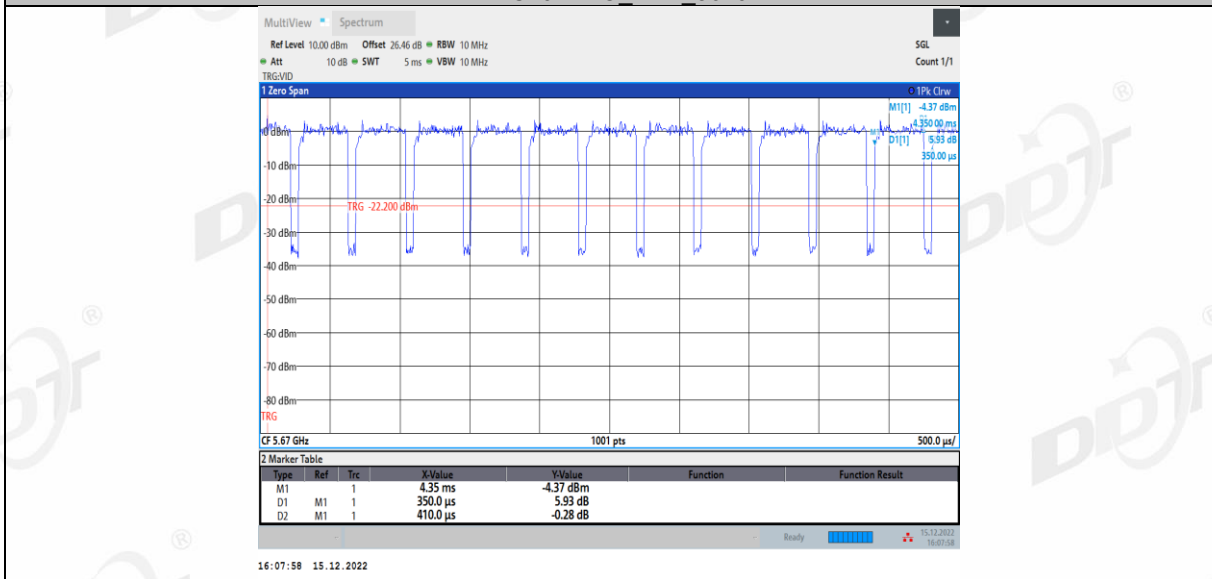 MultiView Spectrum
Ref Level 10.00 dBm Offset 26.46 dB RBW 10 MHz SGL
Att 10 dB SWT 5 ms VBW 10 MHz Count 1/1
TRG:VID
1 Zero Span 1Pk Clrw
M1[1] -4.37 dBm
4.350 00 ms
D1[1] 5.93 dB
350.00 µs
0 dBm
-10 dBm
-20 dBm
TRG -22.200 dBm
-30 dBm
-40 dBm
-50 dBm
-60 dBm
-70 dBm
-80 dBm
TRG
CF 5.67 GHz 1001 pts 500.0 µs/
2 Marker Table
Type Ref Trc X-Value Y-Value Function Function Result
M1 1 4.35 ms -4.37 dBm
D1 M1 1 350.0 µs 5.93 dB
D2 M1 1 410.0 µs -0.28 dB
Ready 15.12.2022
16:07:58
16:07:58 15.12.2022
DDT
®